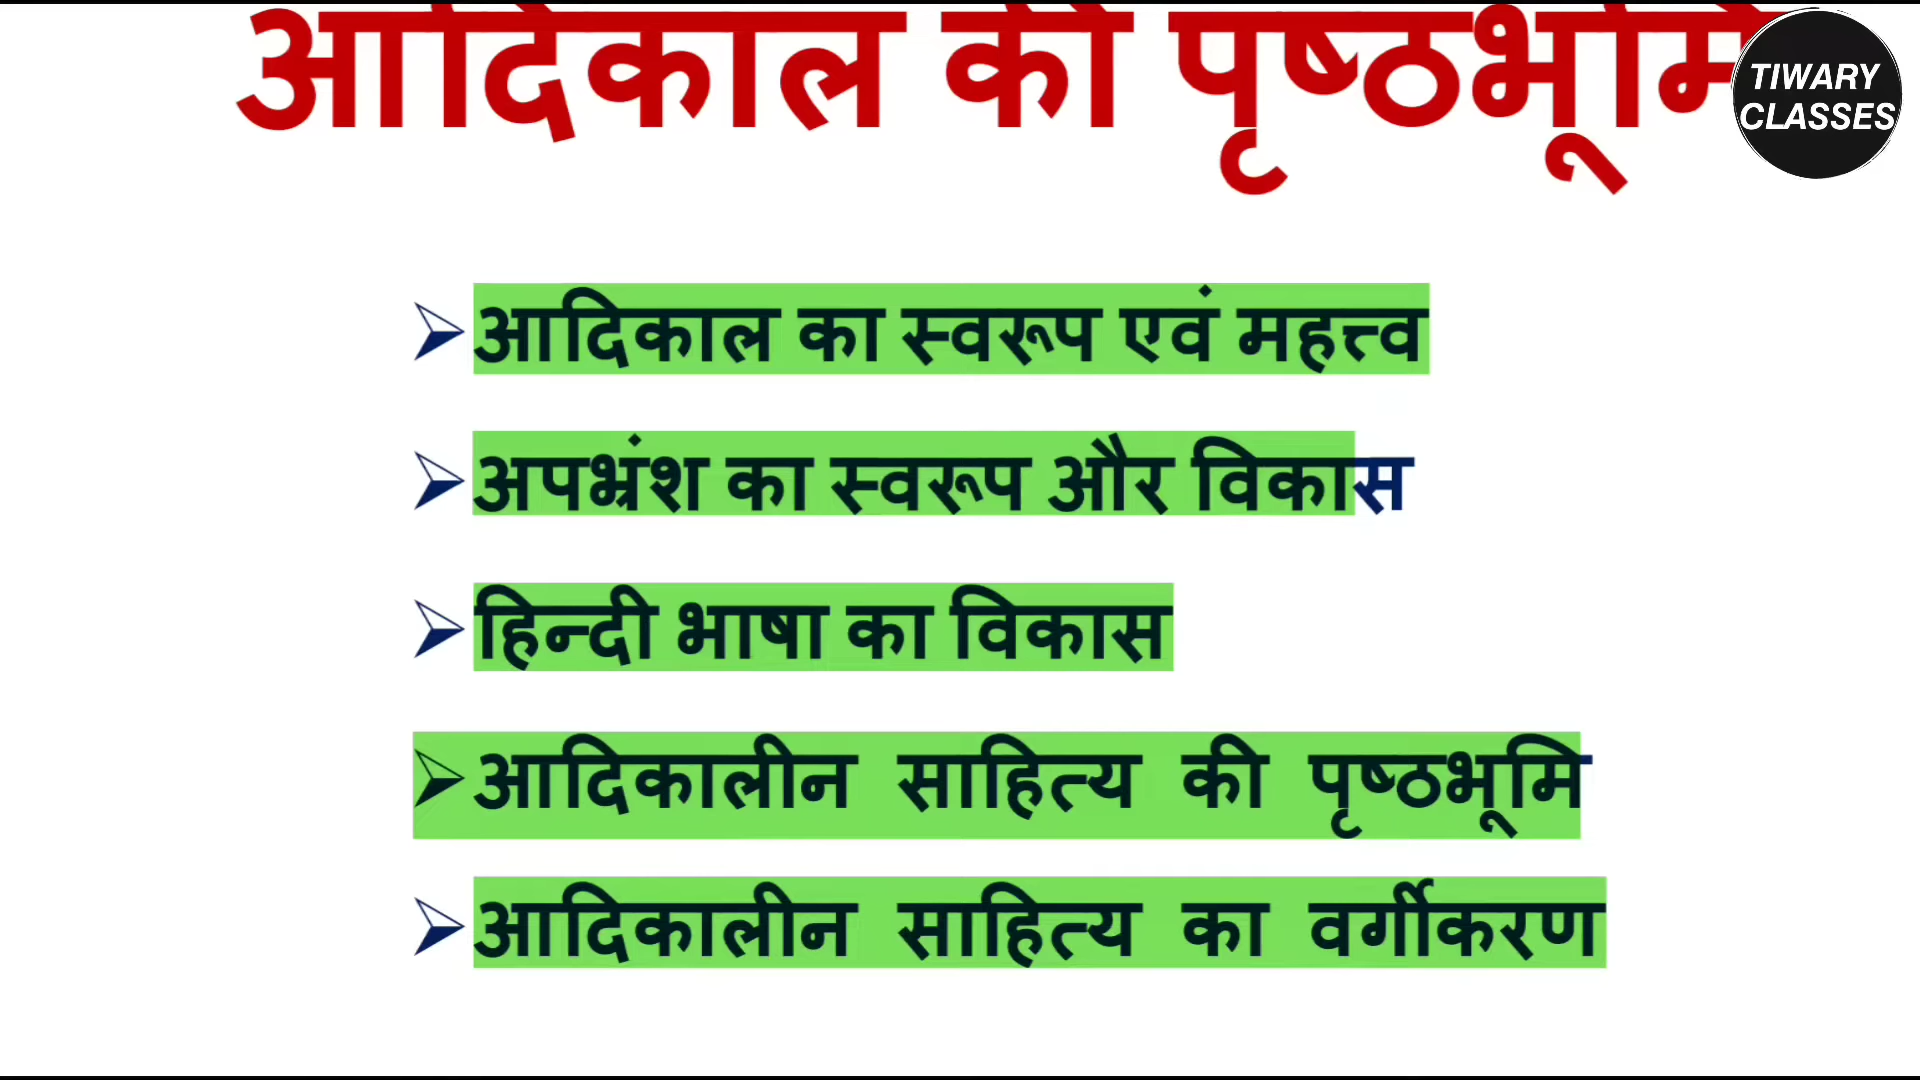 आदिकाल की पृष्ठभूमि
TIWARY
CLASSES
आदिकाल का स्वरूप एवं महत्त्व
अपभ्रंश का स्वरूप और विकास
हिन्दी भाषा का विकास
आदिकालीन साहित्य की पृष्ठभूमि
आदिकालीन साहित्य का वर्गीकरण